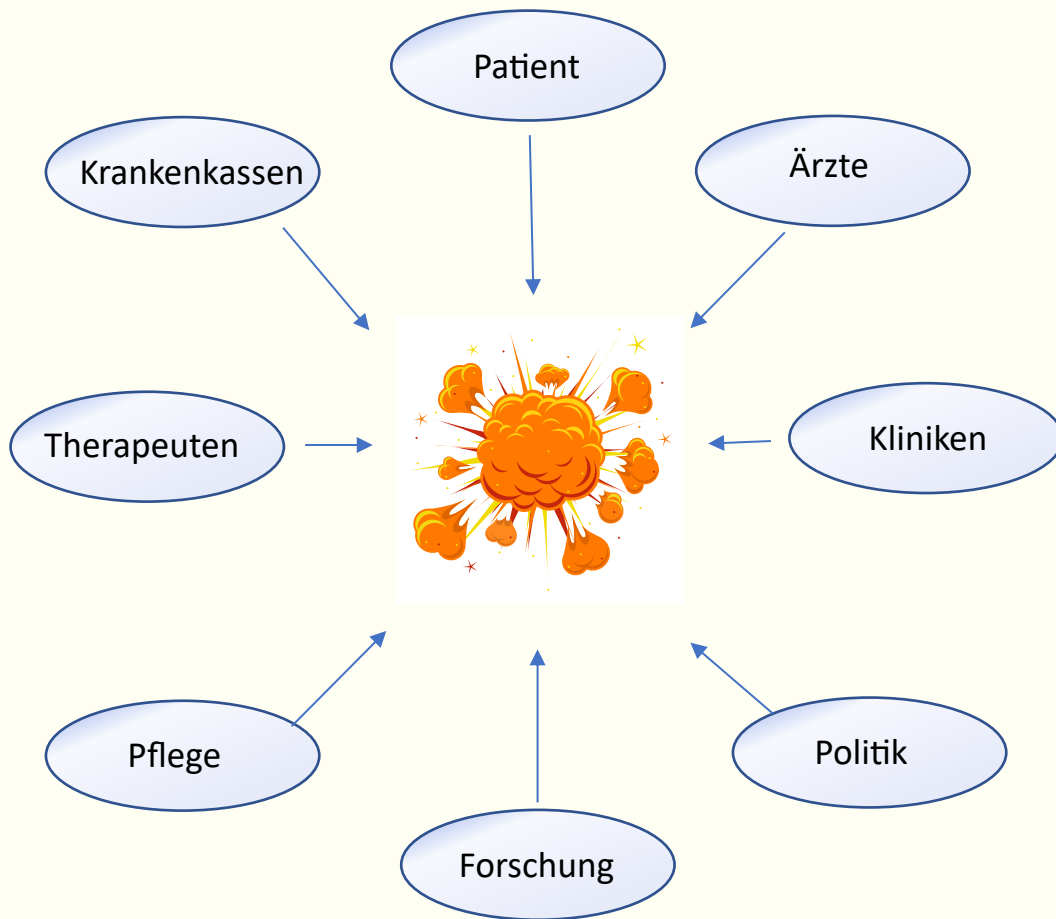 Patient
Krankenkassen
Ärzte
Therapeuten
Kliniken
Pflege
Politik
Forschung